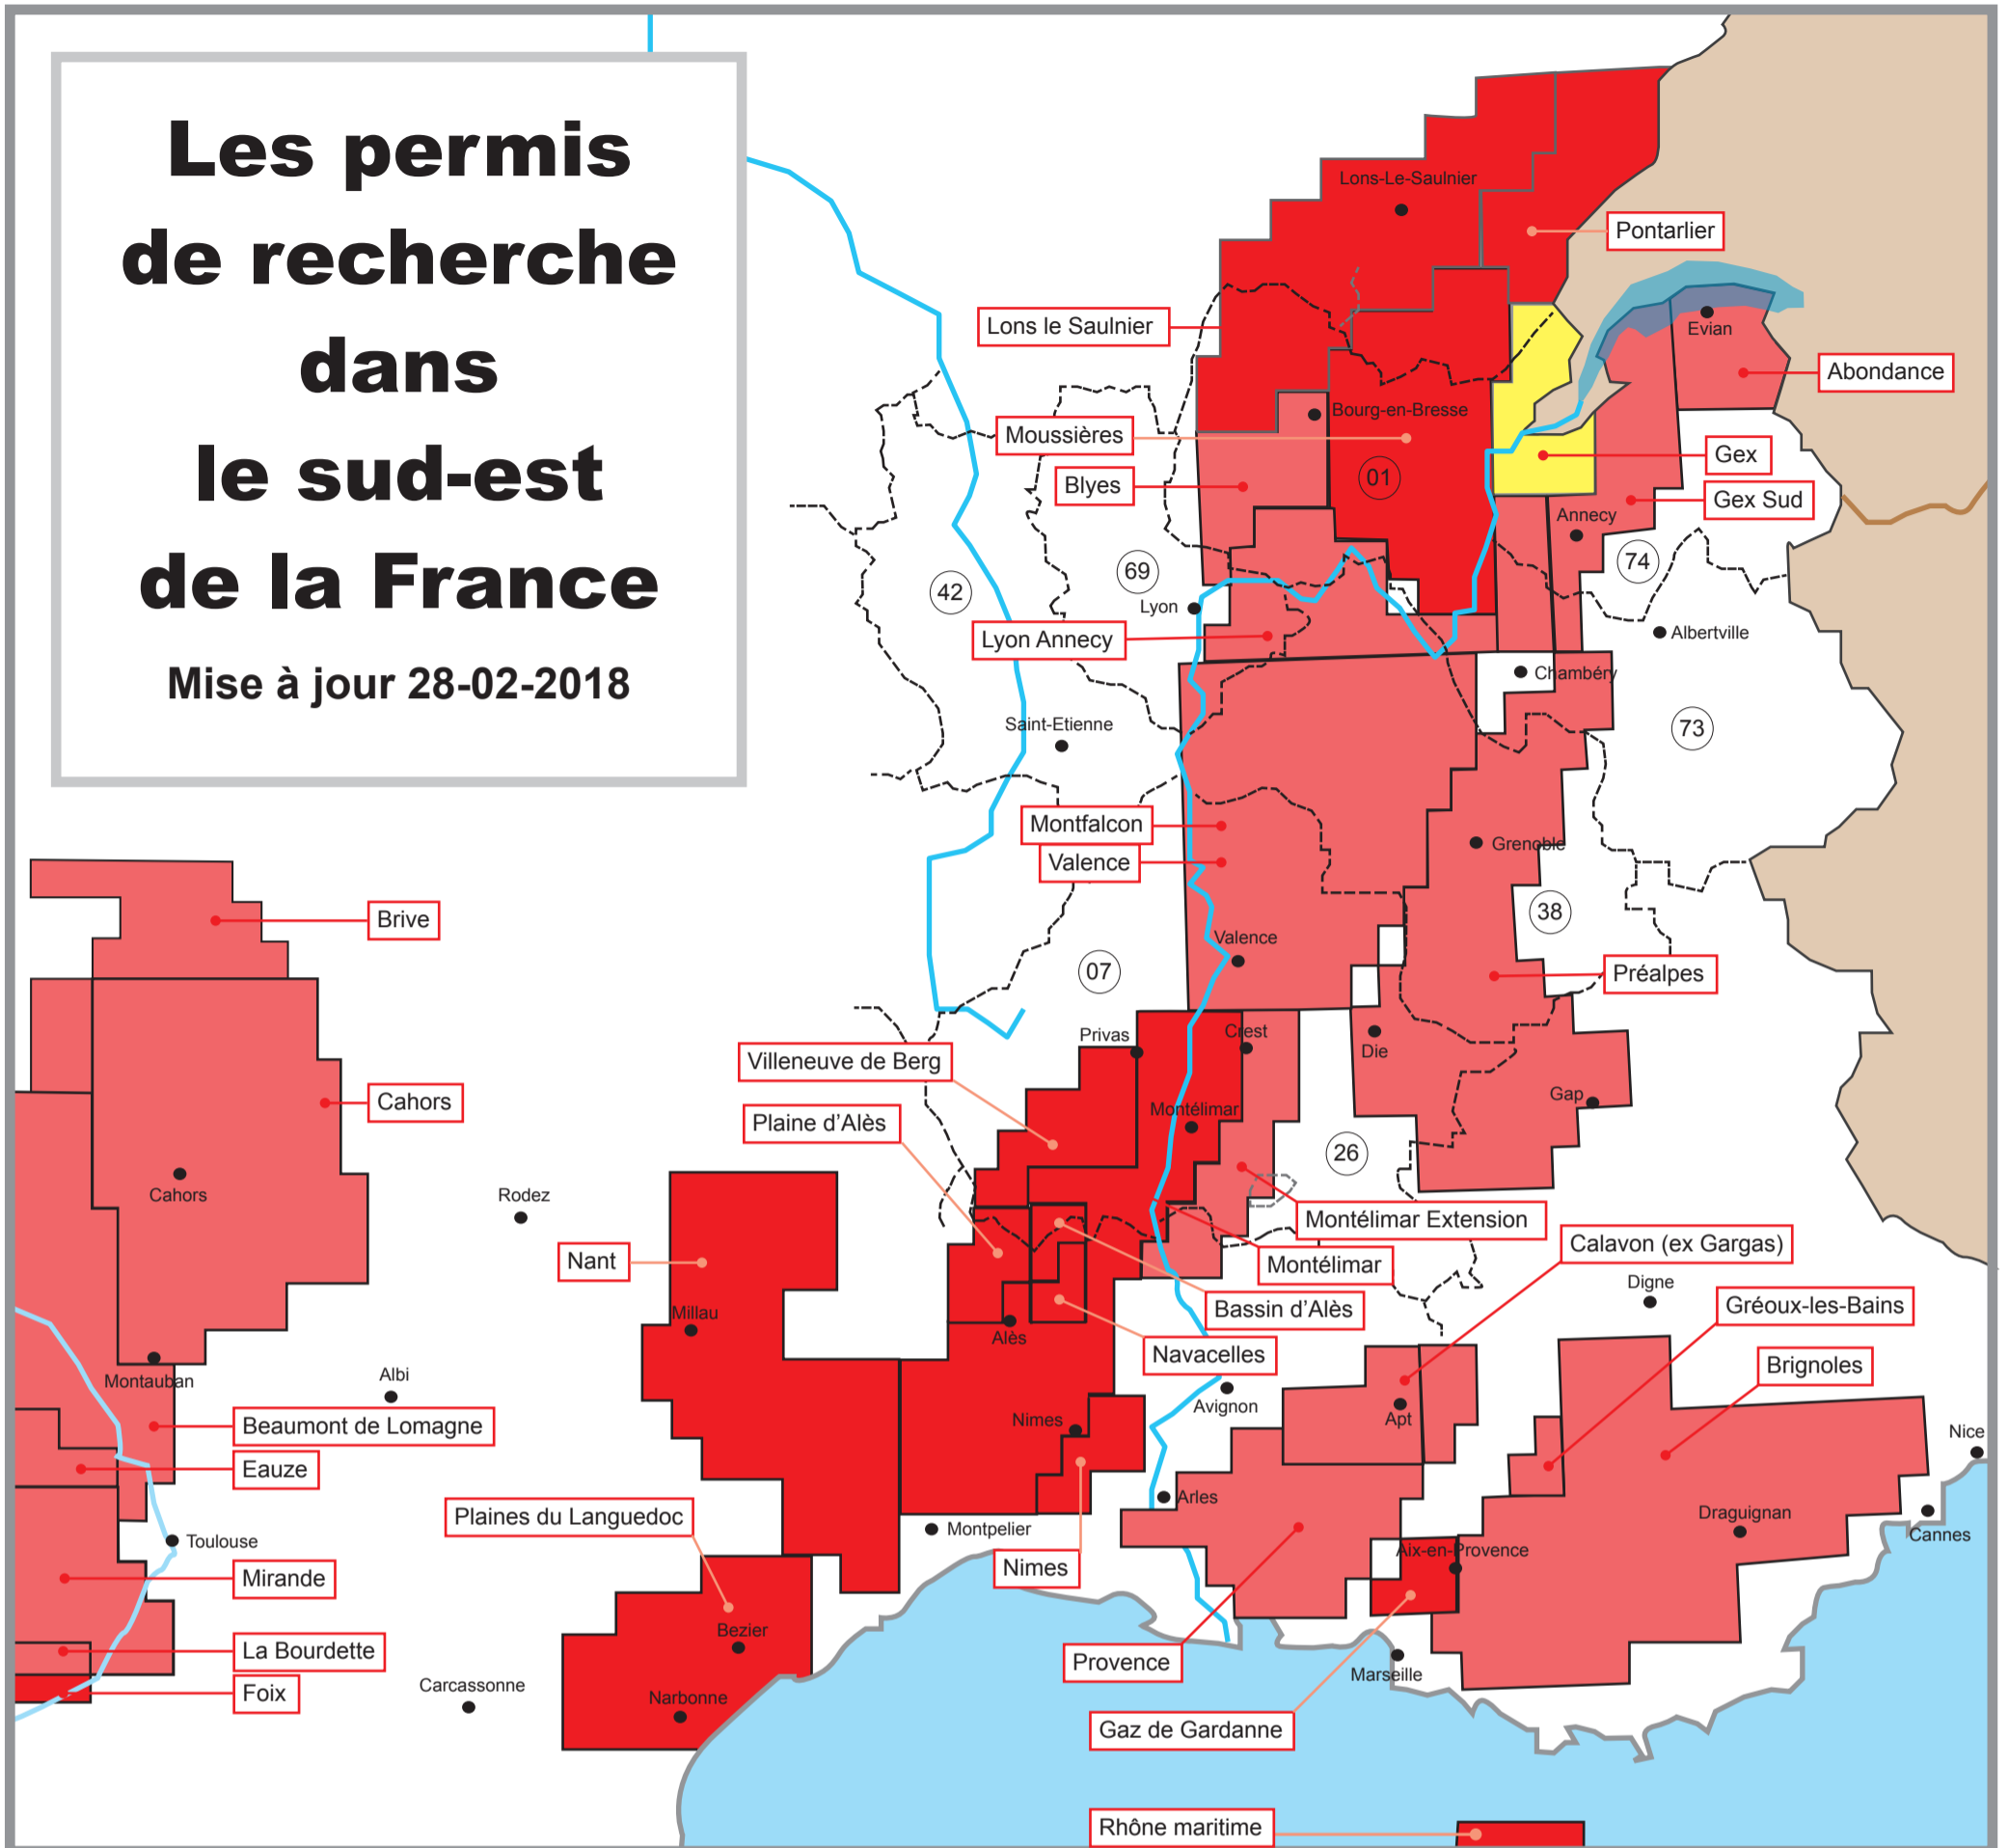 Les permis
de recherche
dans
le sud-est
de la France
Mise à jour 28-02-2018
Lons-Le-Saulnier
Pontarlier
Lons le Saulnier
Evian
Abondance
Bourg-en-Bresse
Moussières
Gex
01
Blyes
Gex Sud
Annecy
74
69
42
Lyon
Lyon Annecy
Albertville
Chambéry
Saint-Etienne
73
Montfalcon
Grenoble
Valence
38
Brive
Valence
07
Préalpes
Privas
Crest
Die
Villeneuve de Berg
Gap
Cahors
Montélimar
Plaine d'Alès
26
Cahors
Rodez
Montélimar Extension
Calavon (ex Gargas)
Nant
Montélimar
Digne
Millau
Bassin d'Alès
Gréoux-les-Bains
Alès
Navacelles
Brignoles
Montauban
Albi
Avignon
Apt
Beaumont de Lomagne
Nimes
Nice
Eauze
Arles
Plaines du Languedoc
Draguignan
Montpelier
Cannes
Toulouse
Aix-en-Provence
Nimes
Mirande
Bezier
La Bourdette
Provence
Marseille
Carcassonne
Foix
Narbonne
Gaz de Gardanne
Rhône maritime